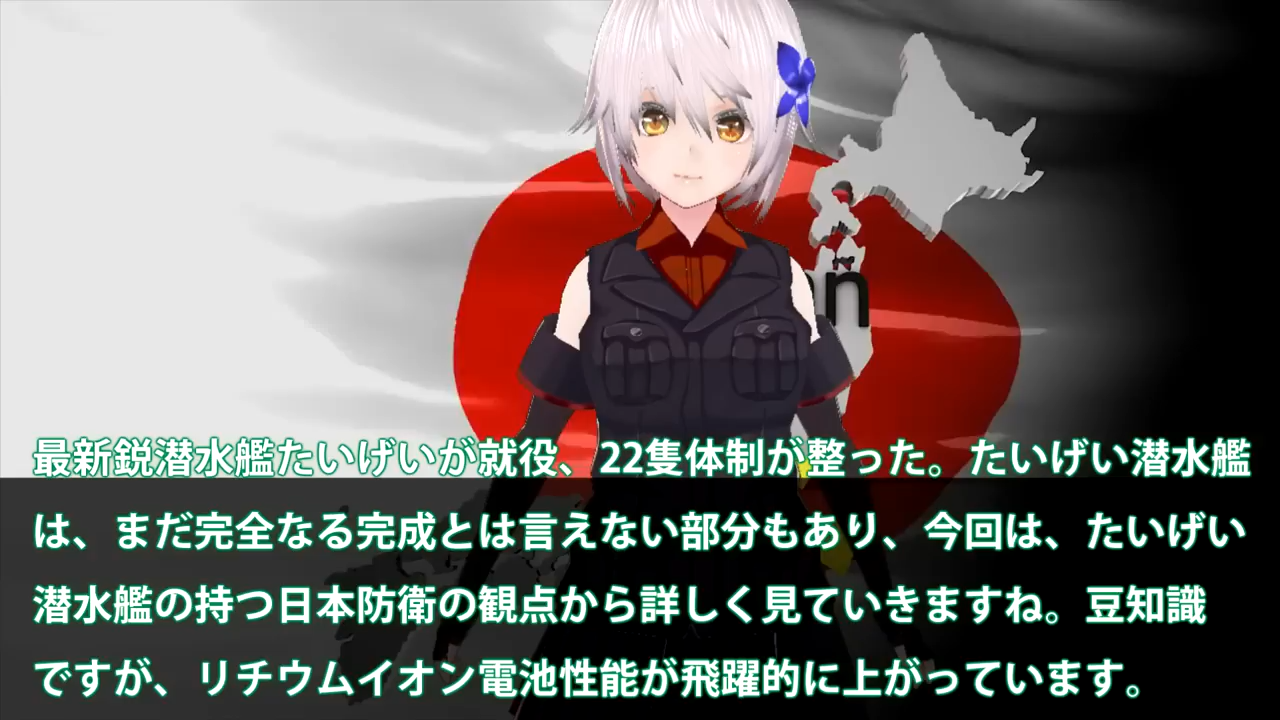 an
最新鋭潜水艦たいげいが就役、22隻体制が整った。たいげい潜水艦
は、まだ完全なる完成とは言えない部分もあり、今回は、たいげい
潜水艦の持つ日本防衛の観点から詳しく見ていきますね。豆知識
ですが、リチウムイオン電池性能が飛躍的に上がっています。